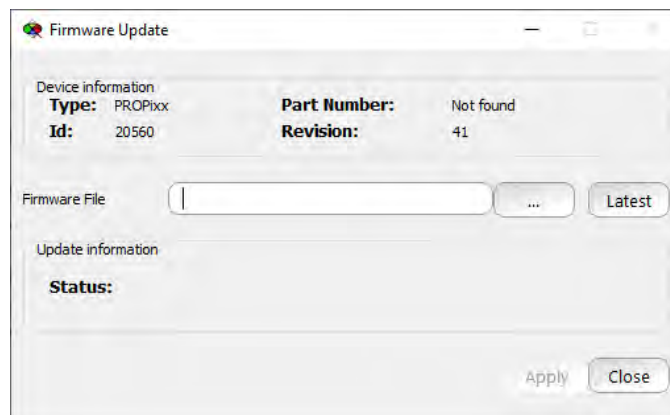 Firmware Update
Device information
Type: PROPixx Part Number: Not found
Id: 20560 Revision: 41
Firmware File ... Latest
Update information
Status:
Apply Close